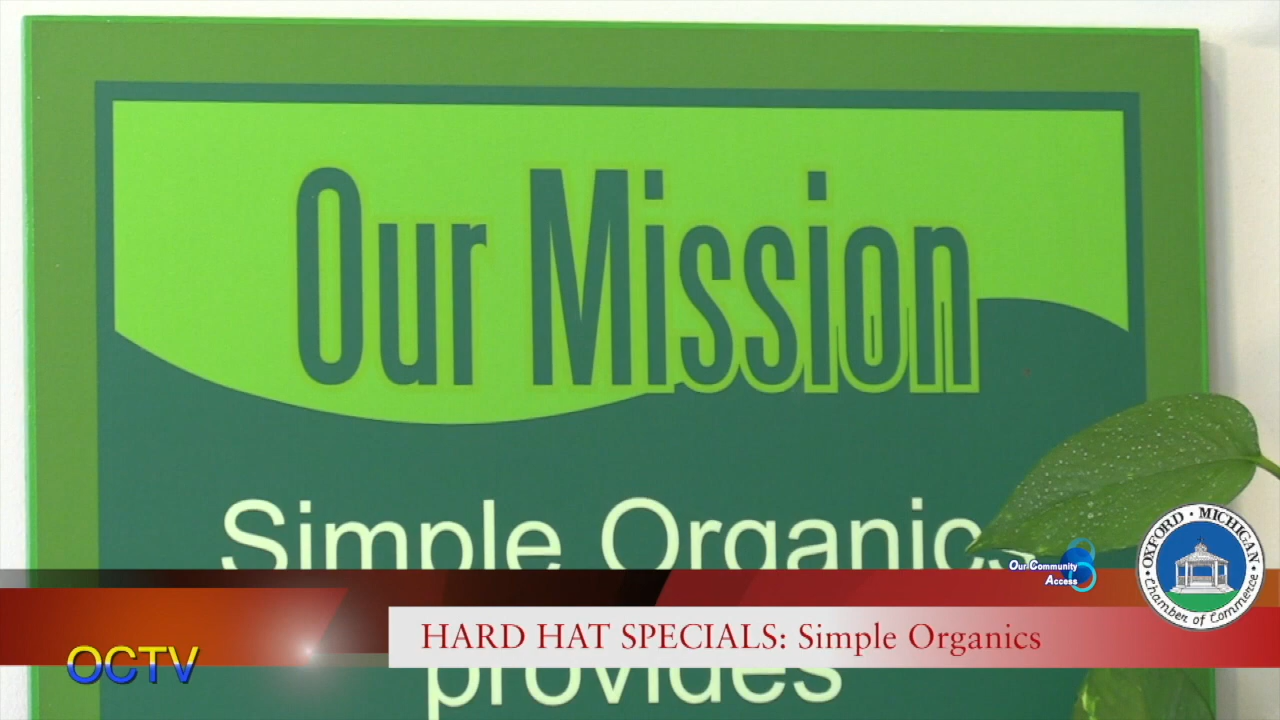 Our Mission
Simple Organics
provides
Our Community
Access
OXFORD • MICHIGAN
Chamber of Commerce
HARD HAT SPECIALS: Simple Organics
OCTV